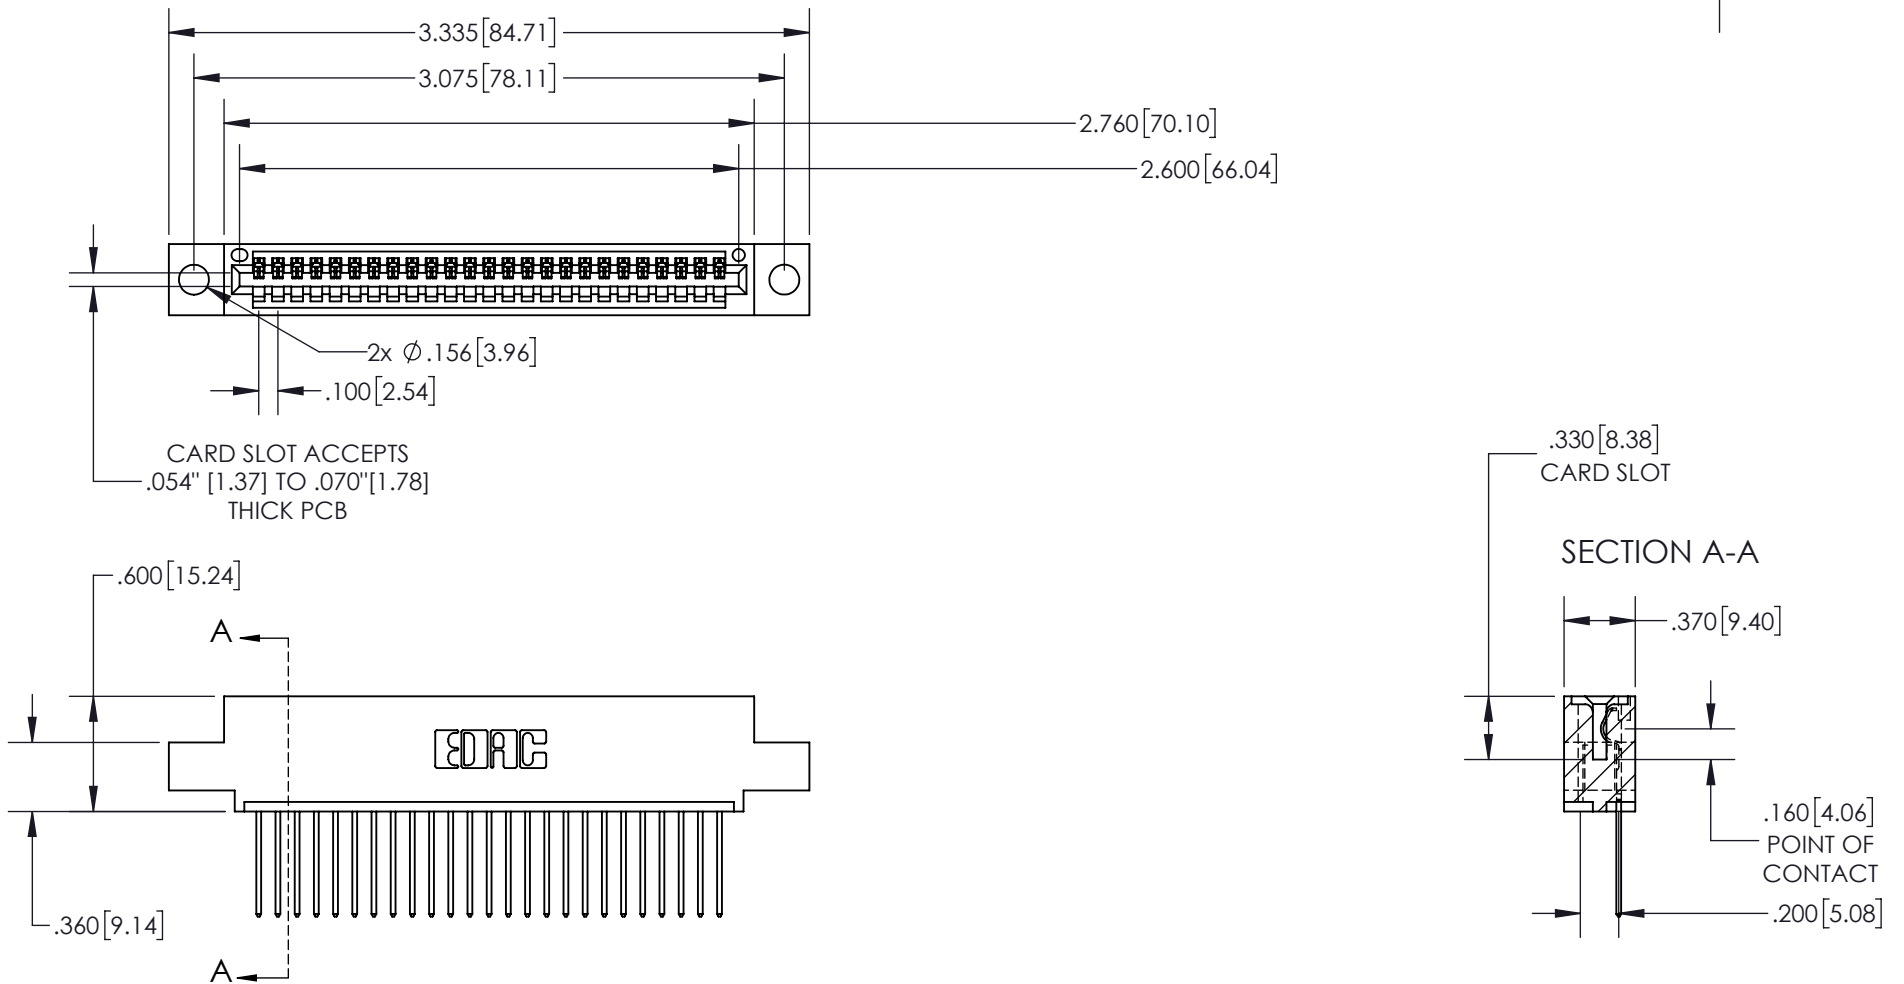 3.335[84.71]
3.075[78.11]
2.760[70.10]
2.600[66.04]
2x Ø.156[3.96]
.100[2.54]
CARD SLOT ACCEPTS
.054" [1.37] TO .070"[1.78]
THICK PCB
.330[8.38]
CARD SLOT
SECTION A-A
.600[15.24]
A
.370[9.40]
EDAC
.160[4.06]
POINT OF
CONTACT
.200[5.08]
.360[9.14]
A